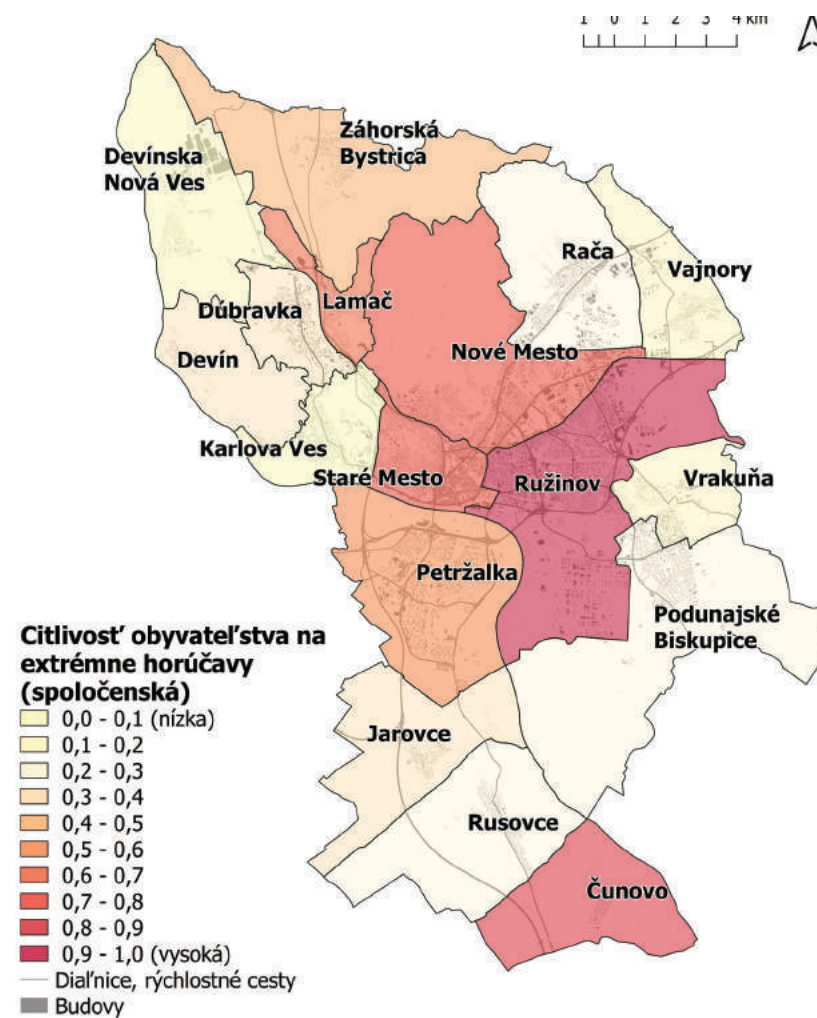 1 0 1 2 3 4 km
Záhorská
Bystrica
Devínska
Nová Ves
Rača
Vajnory
Lamač
Dúbravka
Nové Mesto
Devín
Karlova Ves
Staré Mesto
Ružinov
Vrakuňa
Petržalka
Podunajské
Biskupice
Citlivosť obyvateľstva na
extrémne horúčavy
(spoločenská)
0,0 - 0,1 (nízka)
0,1 - 0,2
0,2 - 0,3
0,3 - 0,4
0,4 - 0,5
0,5 - 0,6
0,6 - 0,7
0,7 - 0,8
0,8 - 0,9
0,9 - 1,0 (vysoká)
Diaľnice, rýchlostné cesty
Budovy
Jarovce
Rusovce
Čunovo